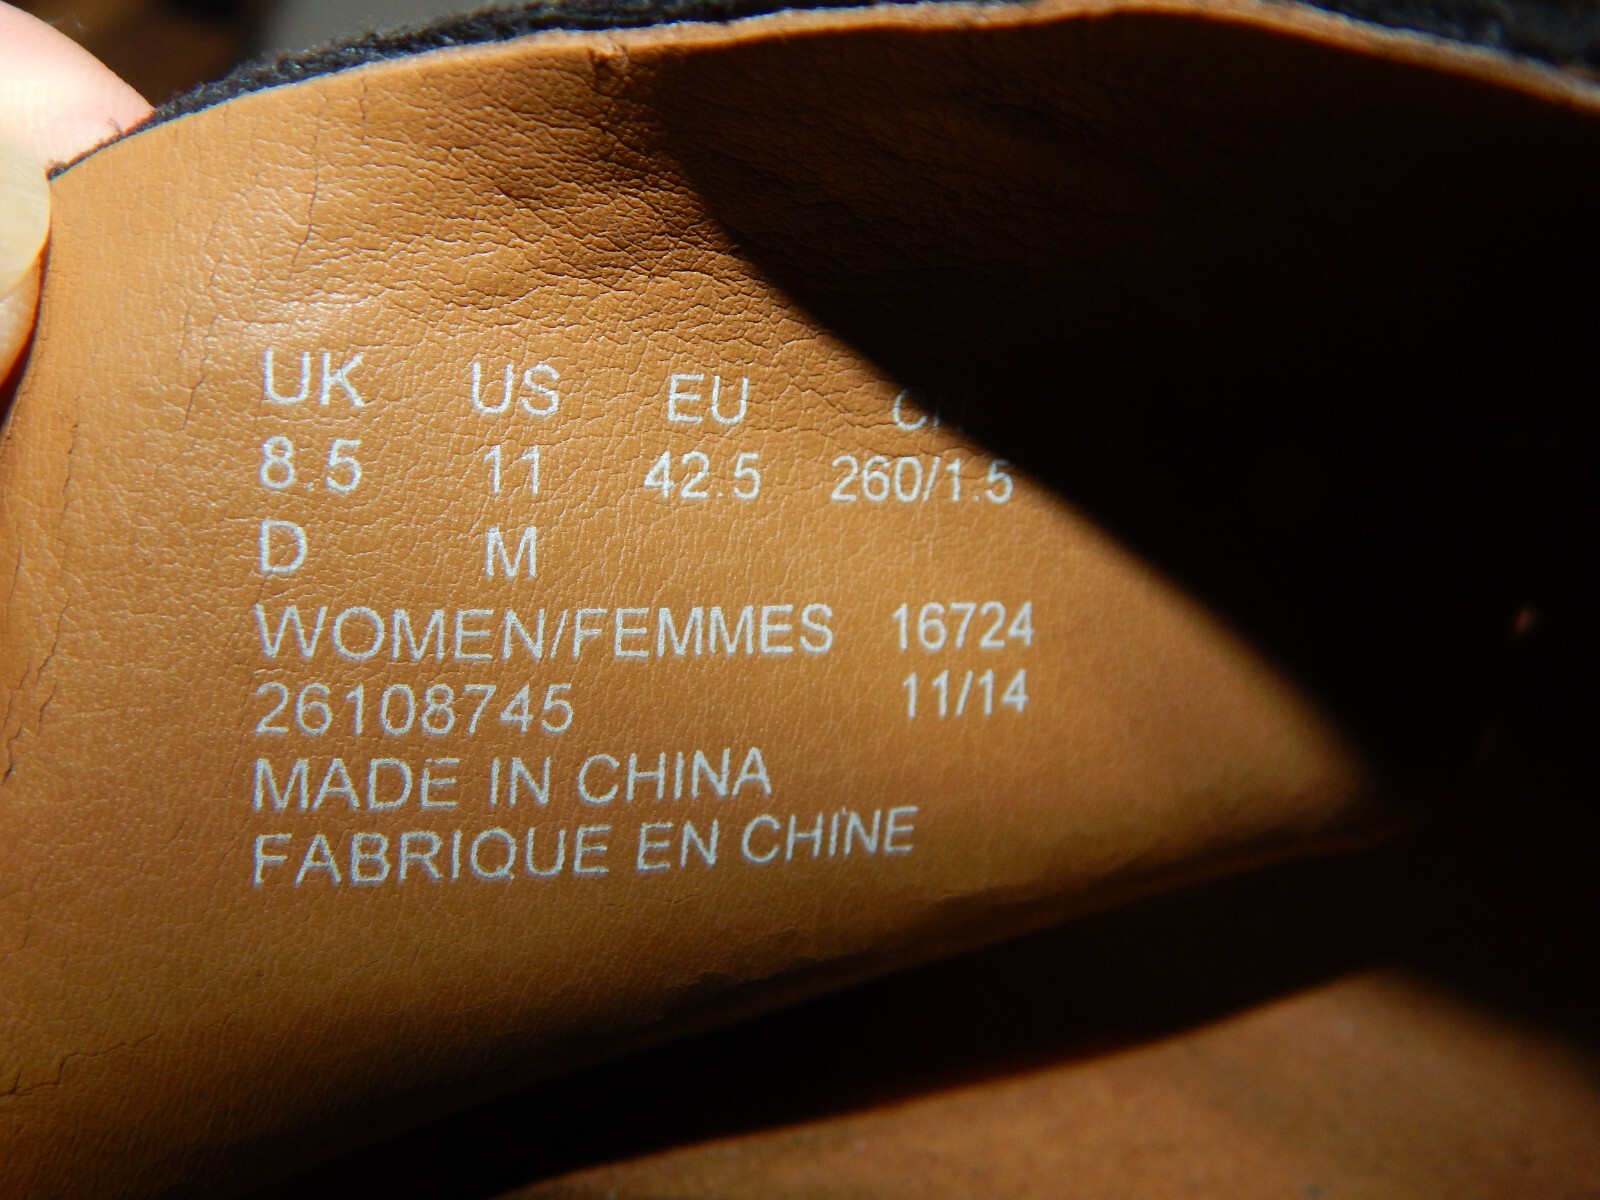 UK US EU
8.5 11 42.5 260/1.5
D M
WOMEN/FEMMES 16724
26108745 11/14
MADE IN CHINA
FABRIQUE EN CHINE